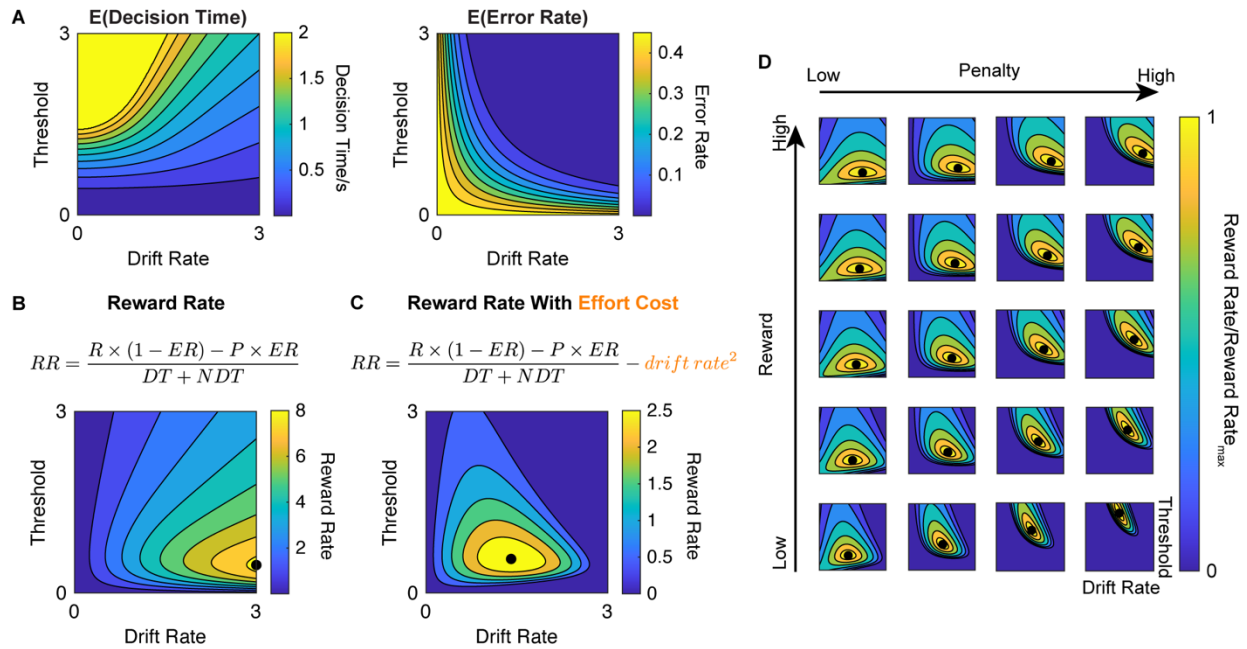 A
E(Decision Time)
3
0
Threshold
0
3
Drift Rate
2
1.5
1
0.5
Decision Time/s
E(Error Rate)
3
0
Threshold
0
3
Drift Rate
0.4
0.3
0.2
0.1
Error Rate
B
Reward Rate
RR = R × (1 − ER) − P × ER / DT + NDT
3
0
Threshold
0
3
Drift Rate
8
6
4
2
Reward Rate
C
Reward Rate With Effort Cost
RR = R × (1 − ER) − P × ER / DT + NDT − drift rate²
3
0
Threshold
0
3
Drift Rate
2.5
2
1.5
1
0.5
0
Reward Rate
D
Low
Penalty
High
High
Reward
Low
Threshold
Drift Rate
1
0
Reward Rate/Reward Rate max